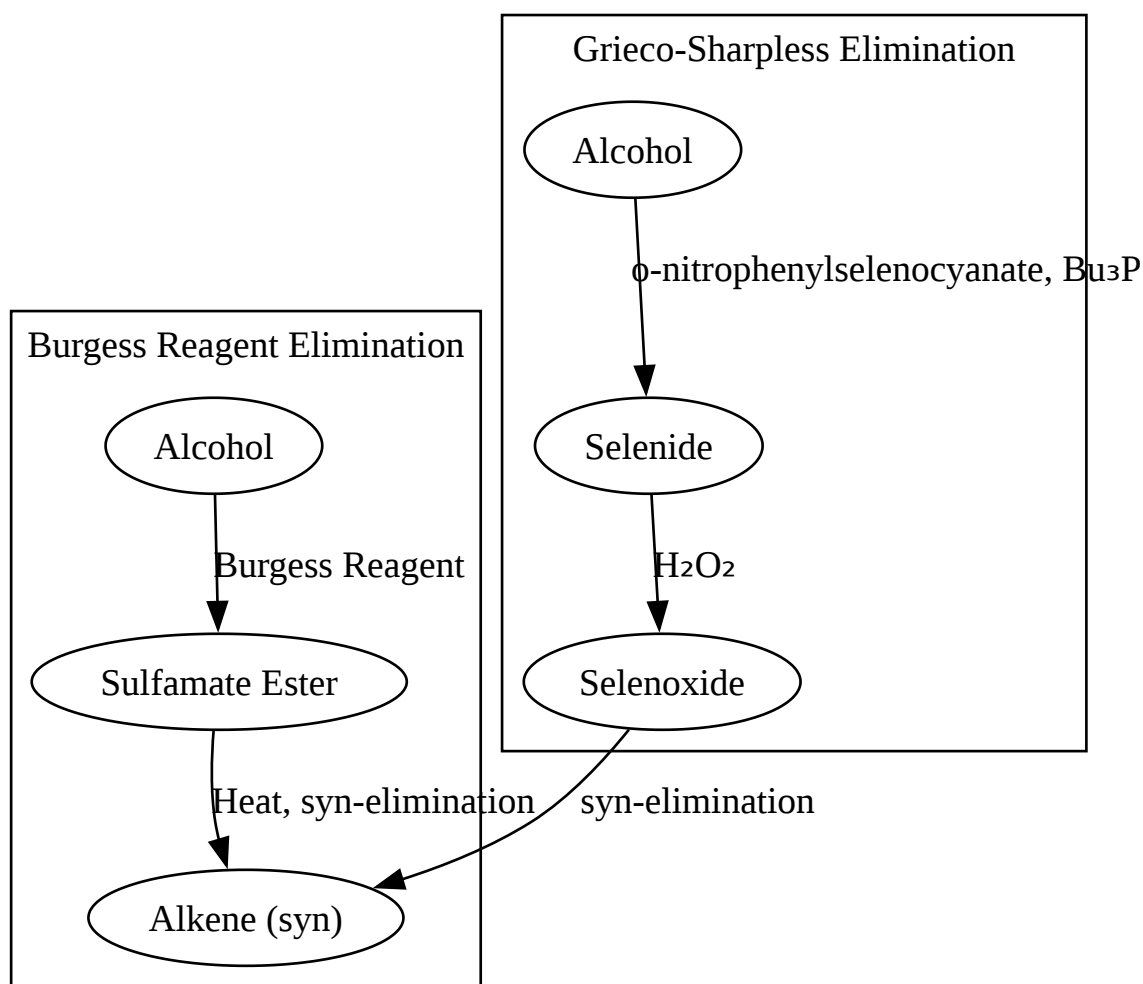 Grieco-Sharpless Elimination
Alcohol
o-nitrophenylselenocyanate, Bu₃P
Burgess Reagent Elimination
Alcohol
Selenide
Burgess Reagent
H₂O₂
Sulfamate Ester
Selenoxide
Heat, syn-elimination
syn-elimination
Alkene (syn)